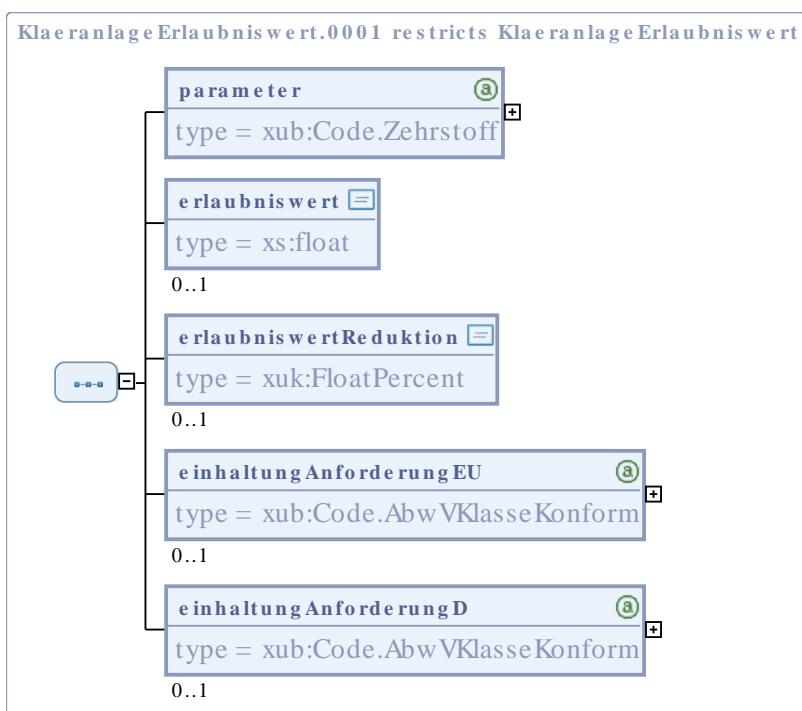 KlaeranlageErlaubniswert.0001 restricts KlaeranlageErlaubniswert
parameter
type = xub:Code.Zehrstoff
erlaubniswert
type = xs:float
0..1
erlaubniswertReduktion
type = xuk:FloatPercent
0..1
einhaltungAnforderungEU
type = xub:Code.AbwVKlasseKonform
0..1
einhaltungAnforderungD
type = xub:Code.AbwVKlasseKonform
0..1